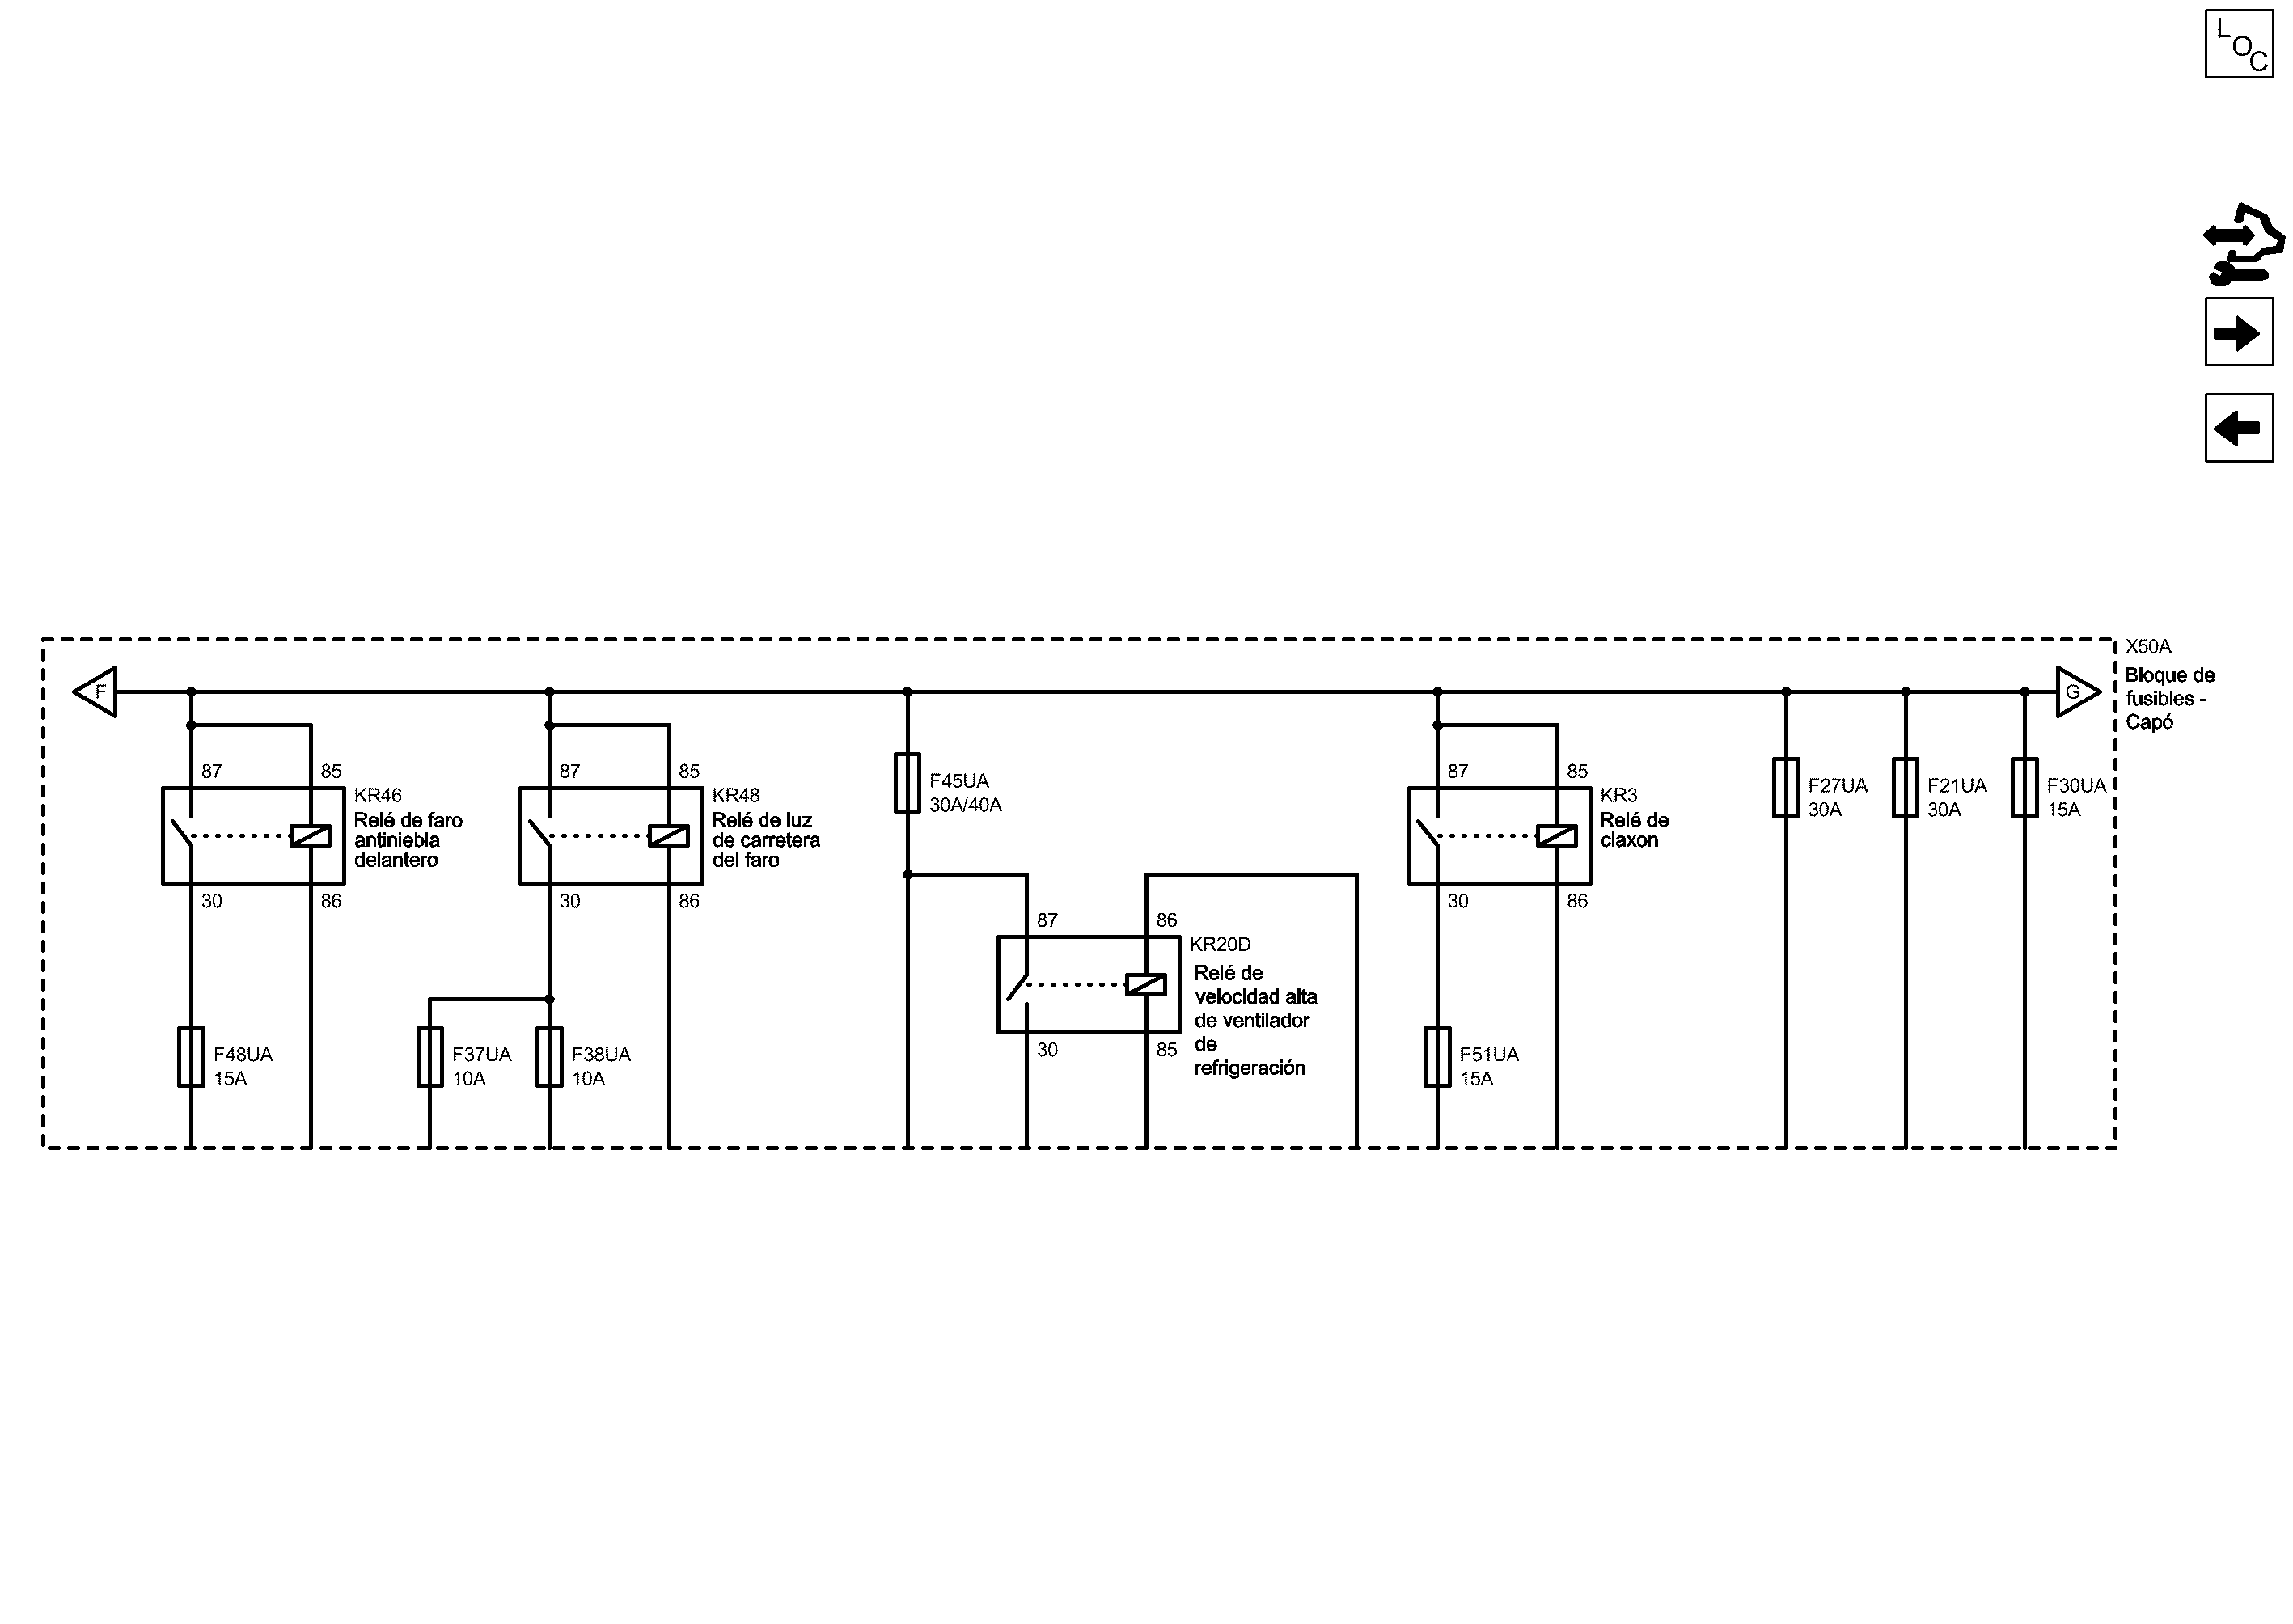 LOC
X50A
Bloque de
fusibles -
Capó
F
G
87
85
KR46
Relé de faro
antiniebla
delantero
30
86
F48UA
15A
87
85
KR48
Relé de luz
de carretera
del faro
30
86
F37UA
10A
F38UA
10A
F45UA
30A/40A
87
86
KR20D
Relé de
velocidad alta
de ventilador
de
refrigeración
30
85
87
85
KR3
Relé de
claxon
30
86
F51UA
15A
F27UA
30A
F21UA
30A
F30UA
15A